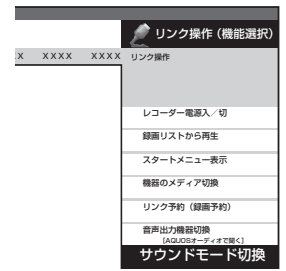 リンク操作（機能選択）
X XXXX XXXX リンク操作
レコーダー電源入／切
録画リストから再生
スタートメニュー表示
機器のメディア切換
リンク予約（録画予約）
音声出力機器切換
［AQUOSオーディオで聞く］
サウンドモード切換